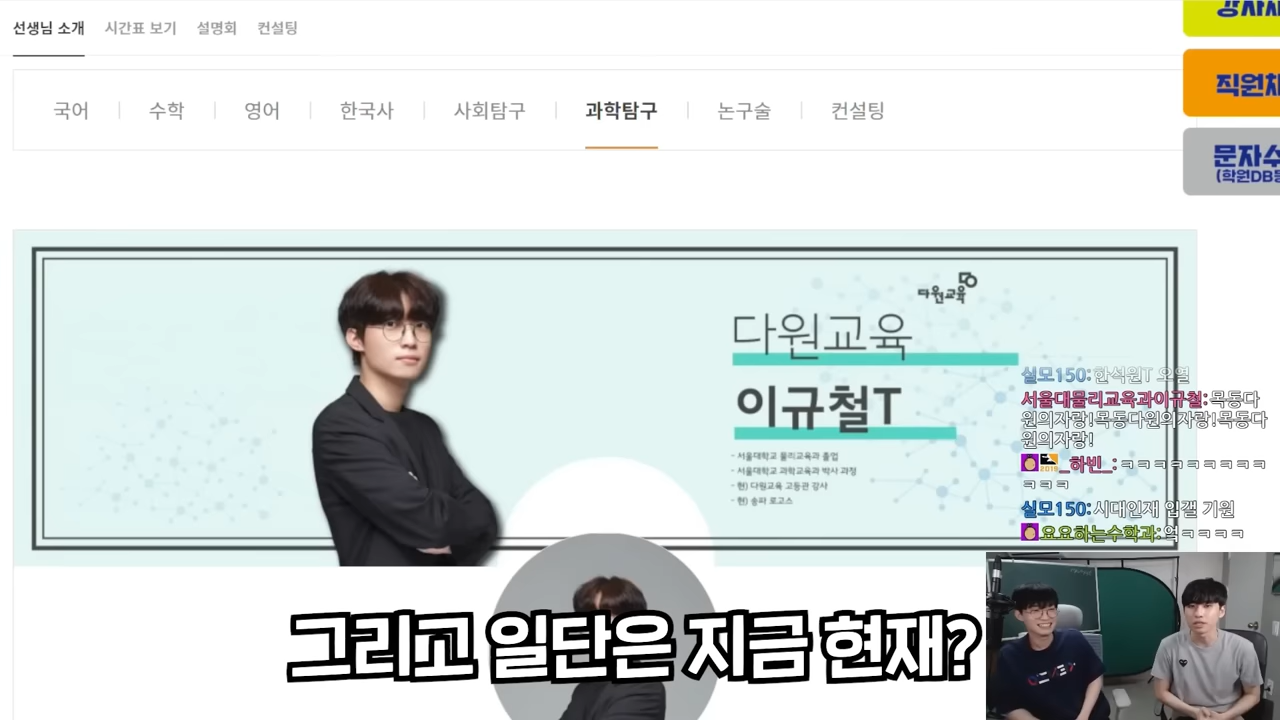 선생님 소개 시간표 보기 설명회 컨설팅
국어 수학 영어 한국사 사회탐구 과학탐구 논구술 컨설팅
직원채
문자수
(학원DB등
다원교육
다원교육
이규철T
- 서울대학교 물리교육과 졸업
- 서울대학교 과학교육과 박사 과정
- 현) 다원교육 고등관 강사
- 현) 송파 로고스
실모150: 한석원T 오열
서울대물리교육과이규철: 목동다
원의자랑!목동다원의자랑!목동다
원의자랑!
_하빈_: ㅋㅋㅋㅋㅋㅋㅋㅋㅋㅋ
ㅋㅋㅋ
실모150: 시대인재 입갤 기원
요요하는수학과: 억ㅋㅋㅋㅋ
그리고 일단은 지금 현재?